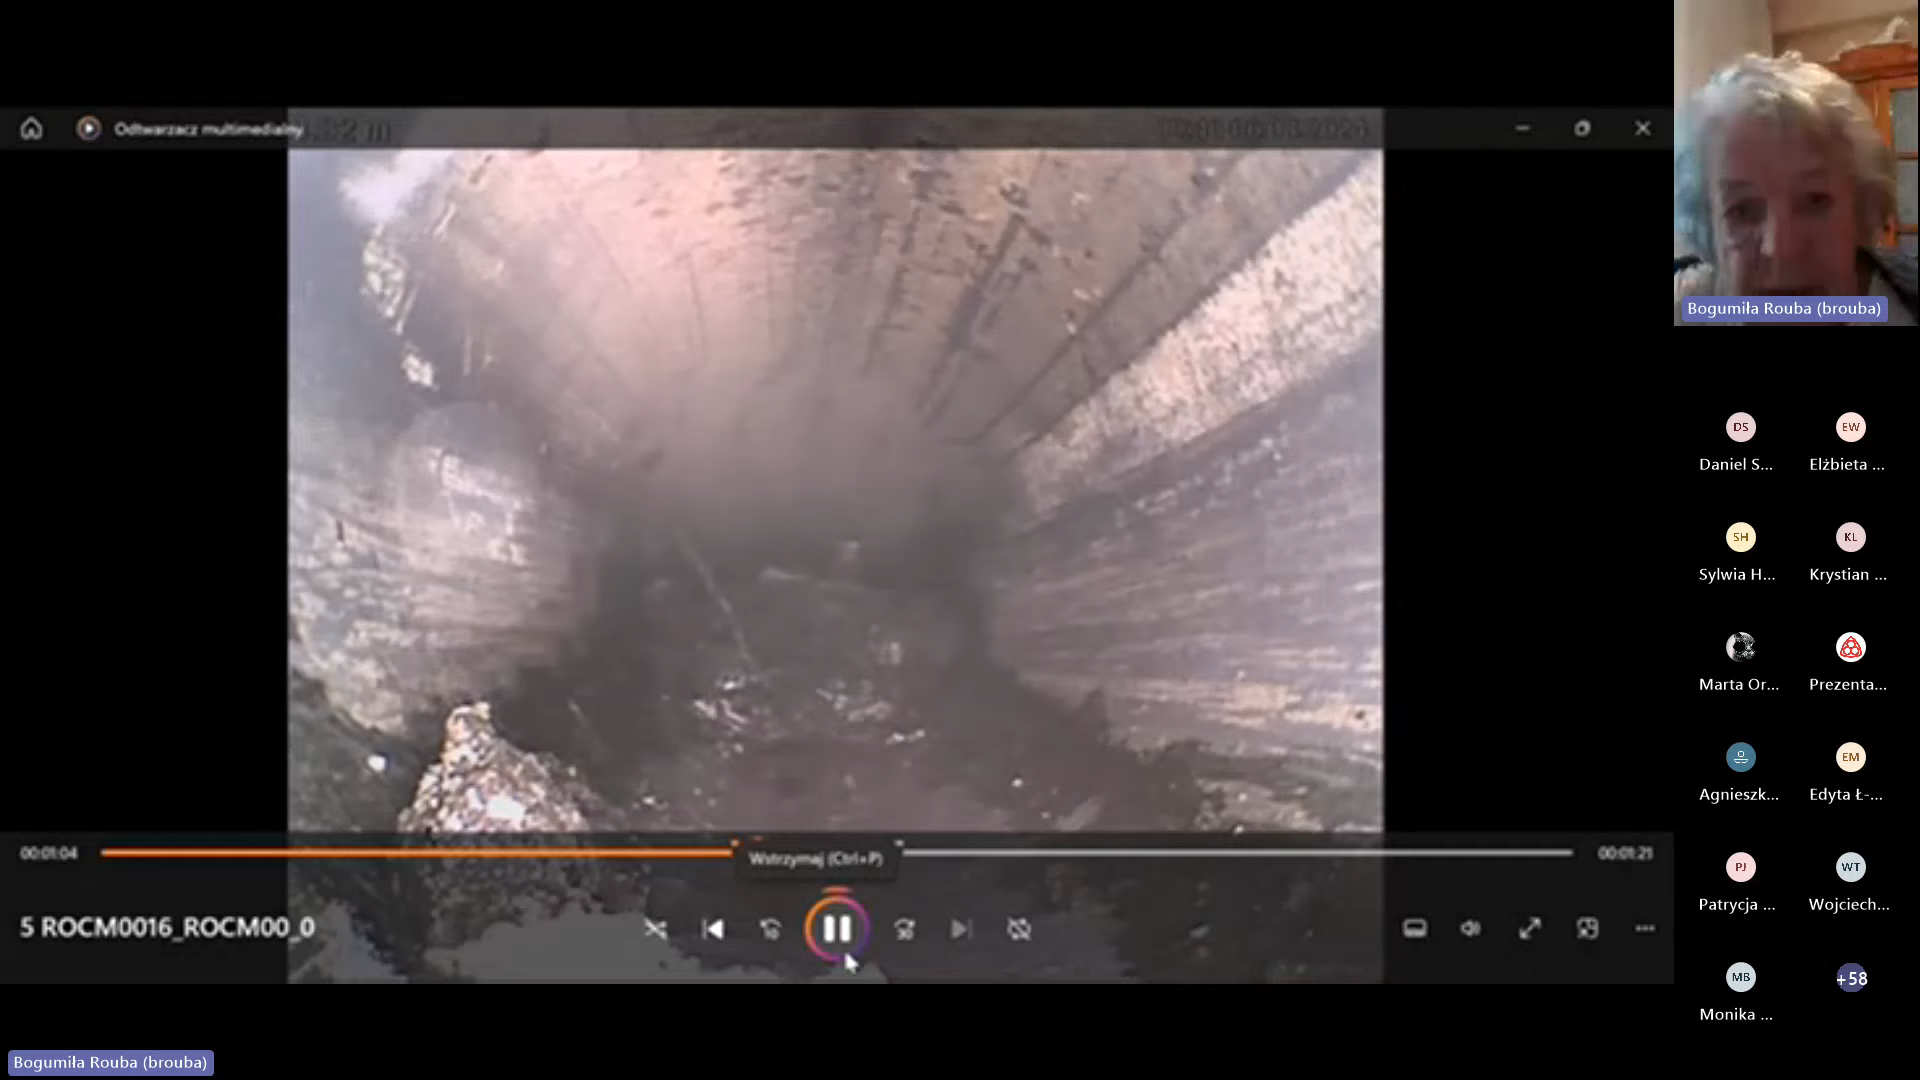 Odtwarzacz multimedialny
Bogumiła Rouba (brouba)
DS
EW
Daniel S...
Elżbieta ...
SH
KL
Sylwia H...
Krystian ...
Marta Or...
Prezenta...
EM
Agnieszk...
Edyta Ł-...
PJ
WT
Patrycja ...
Wojciech...
MB
+58
Monika ...
00:01:04
Wstrzymaj (Ctrl+P)
00:01:21
5 ROCM0016_ROCM00_0
10
30
Bogumiła Rouba (brouba)